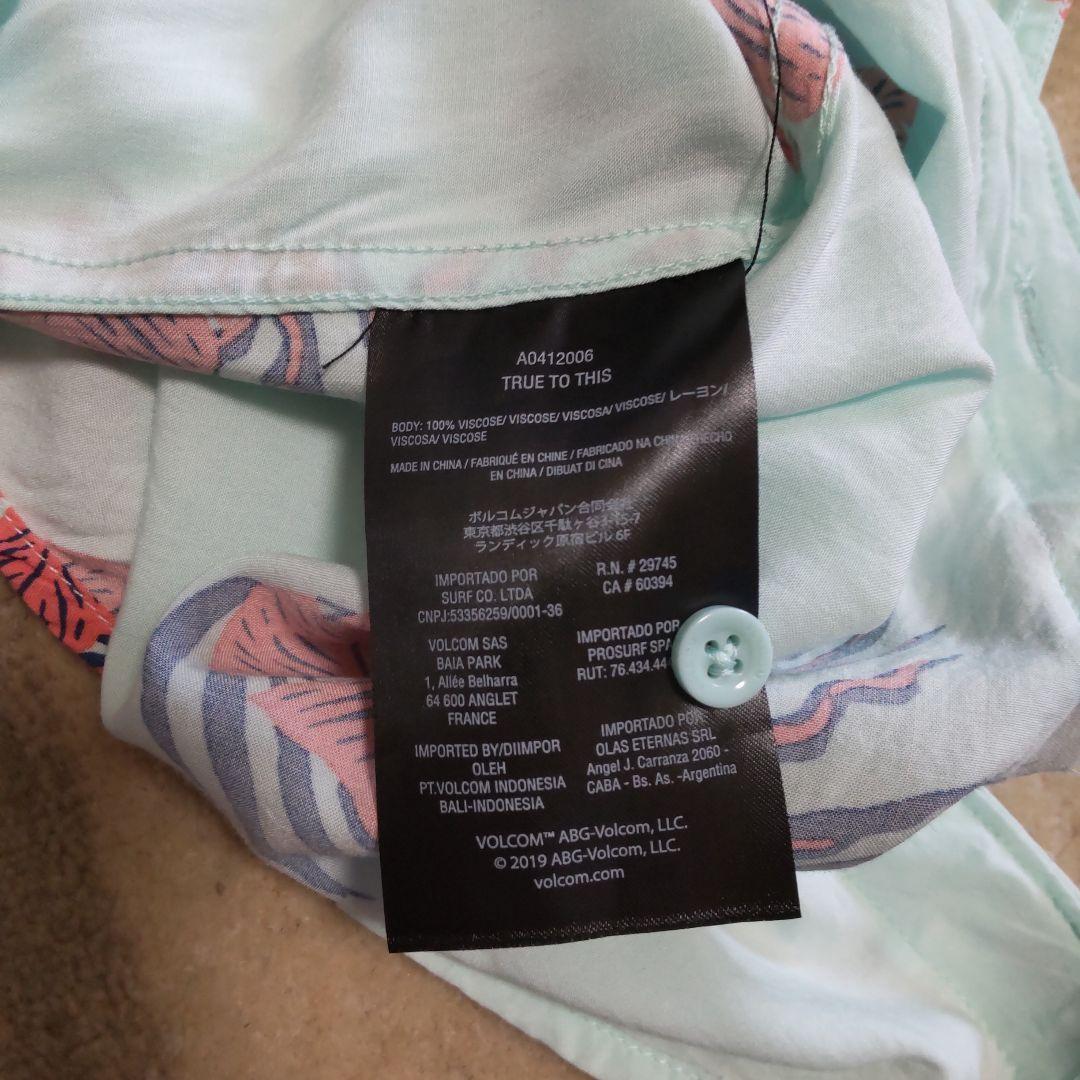 A0412006
TRUE TO THIS
BODY: 100% VISCOSE/ VISCOSE/ VISCOSA/ VISCOSE/ レーヨン/
VISCOSA/ VISCOSE
MADE IN CHINA / FABRIQUÉ EN CHINE / FABRICADO NA CHINA/HECHO
EN CHINA / DIBUAT DI CINA
ボルコムジャパン合同会社
東京都渋谷区千駄ヶ谷
ランディック原宿ビル 6F
IMPORTADO POR
SURF CO. LTDA
CNPJ:53356259/0001-36
R.N. # 29745
CA # 60394
VOLCOM SAS
BAIA PARK
1, Allée Belharra
64 600 ANGLET
FRANCE
IMPORTADO POR
PROSURF SPA
RUT: 76.434.44
IMPORTED BY/DIIMPOR
OLEH
PT.VOLCOM INDONESIA
BALI-INDONESIA
IMPORTADO POR
OLAS ETERNAS SRL
Angel J. Carranza 2060 -
CABA - Bs. As. -Argentina
VOLCOM™ ABG-Volcom, LLC.
© 2019 ABG-Volcom, LLC.
volcom.com